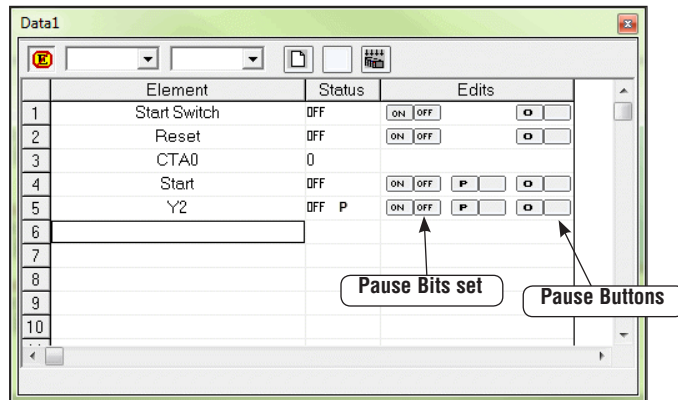 Data1
E
Element Status Edits
1 Start Switch OFF ON OFF O
2 Reset OFF ON OFF O
3 CTA0 0
4 Start OFF ON OFF P O
5 Y2 OFF P ON OFF P O
6
7
8
9
10
Pause Bits set
Pause Buttons